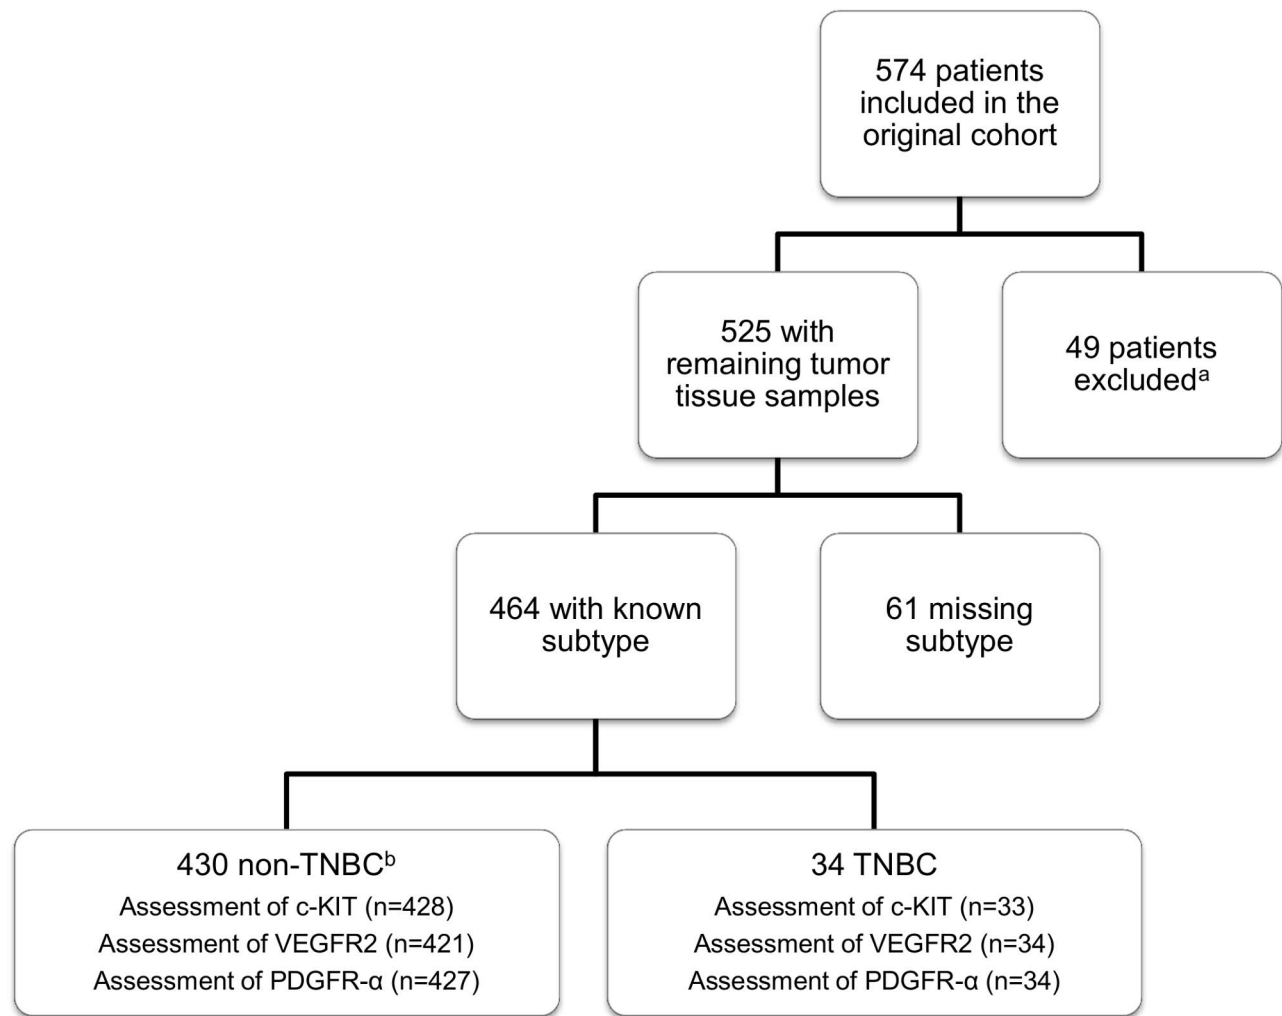 574 patients
included in the
original cohort
525 with
remaining tumor
tissue samples
49 patients
excludedᵃ
464 with known
subtype
61 missing
subtype
430 non-TNBCᵇ
Assessment of c-KIT (n=428)
Assessment of VEGFR2 (n=421)
Assessment of PDGFR-α (n=427)
34 TNBC
Assessment of c-KIT (n=33)
Assessment of VEGFR2 (n=34)
Assessment of PDGFR-α (n=34)